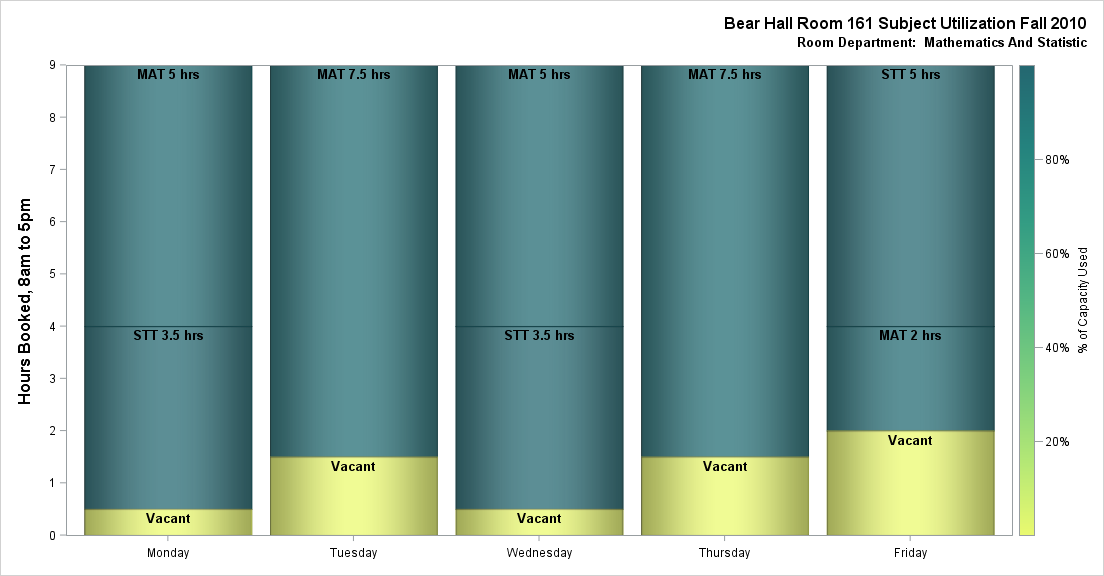 Bear Hall Room 161 Subject Utilization Fall 2010
Room Department:  Mathematics And Statistic
Hours Booked, 8am to 5pm
9
8
7
6
5
4
3
2
1
0
MAT 5 hrs
STT 3.5 hrs
Vacant
MAT 7.5 hrs
Vacant
MAT 5 hrs
STT 3.5 hrs
Vacant
MAT 7.5 hrs
Vacant
STT 5 hrs
MAT 2 hrs
Vacant
Monday
Tuesday
Wednesday
Thursday
Friday
80%
60%
40%
20%
% of Capacity Used